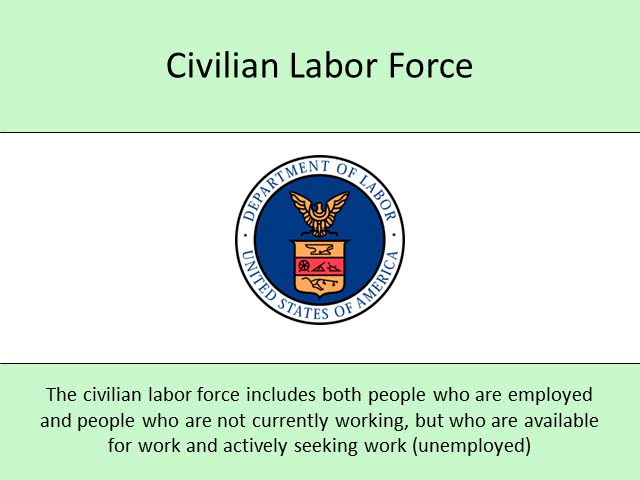 Civilian Labor Force
DEPARTMENT OF LABOR
UNITED STATES OF AMERICA
The civilian labor force includes both people who are employed
and people who are not currently working, but who are available
for work and actively seeking work (unemployed)